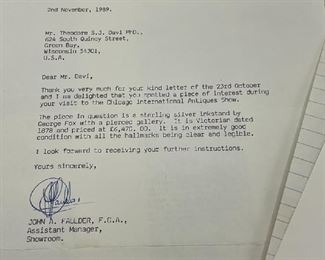 2nd November, 1989.
Mr. Theodore S.J. Davi PhD.,
624 South Quincy Street,
Green Bay,
Wisconsin 54301,
U.S.A.
Dear Mr. Davi,
Thank you very much for your kind letter of the 23rd October
and I am delighted that you spotted a piece of interest during
your visit to the Chicago International Antiques Show.
The piece in question is a sterling silver inkstand by
George Fox with a pierced gallery. It is Victorian dated
1878 and priced at £6,470. 00. It is in extremely good
condition with all the hallmarks being clear and legible.
I look forward to receiving your further instructions.
Yours sincerely,
JOHN A. FAULDER, F.G.A.,
Assistant Manager,
Showroom.